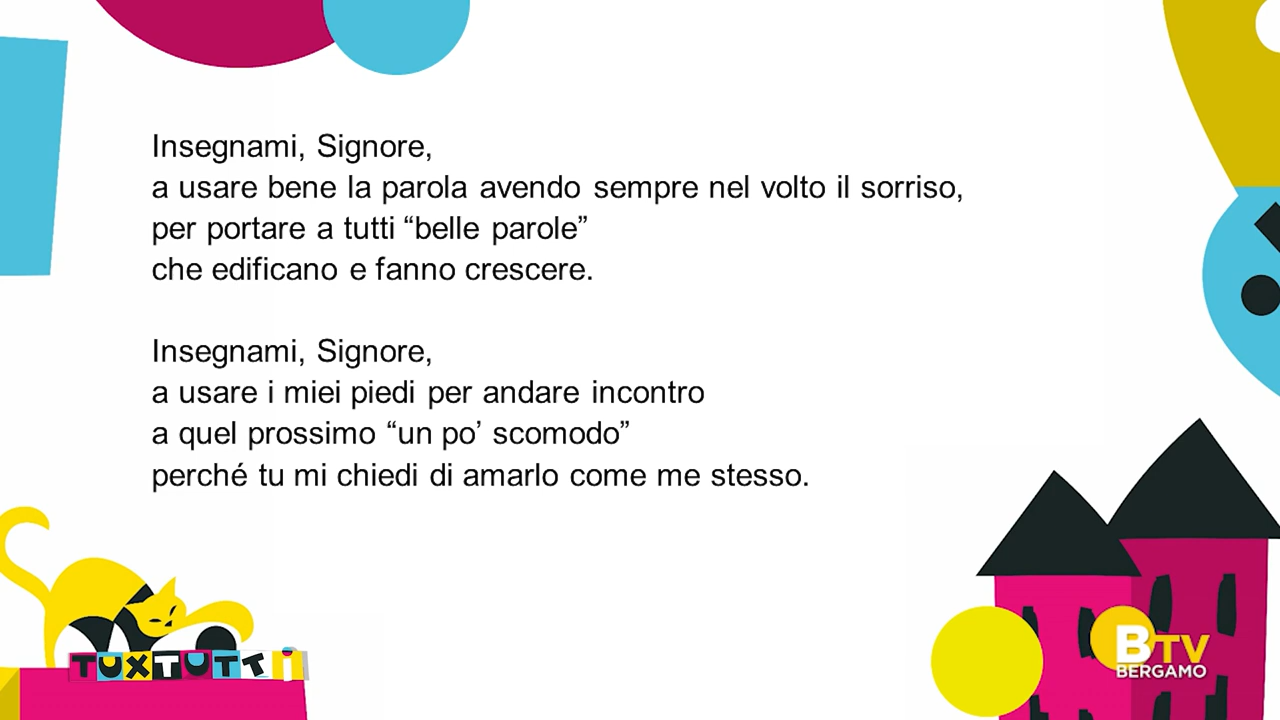 Insegnami, Signore,
a usare bene la parola avendo sempre nel volto il sorriso,
per portare a tutti “belle parole”
che edificano e fanno crescere.
Insegnami, Signore,
a usare i miei piedi per andare incontro
a quel prossimo “un po’ scomodo”
perché tu mi chiedi di amarlo come me stesso.
TUXTUTTi
BTV
BERGAMO